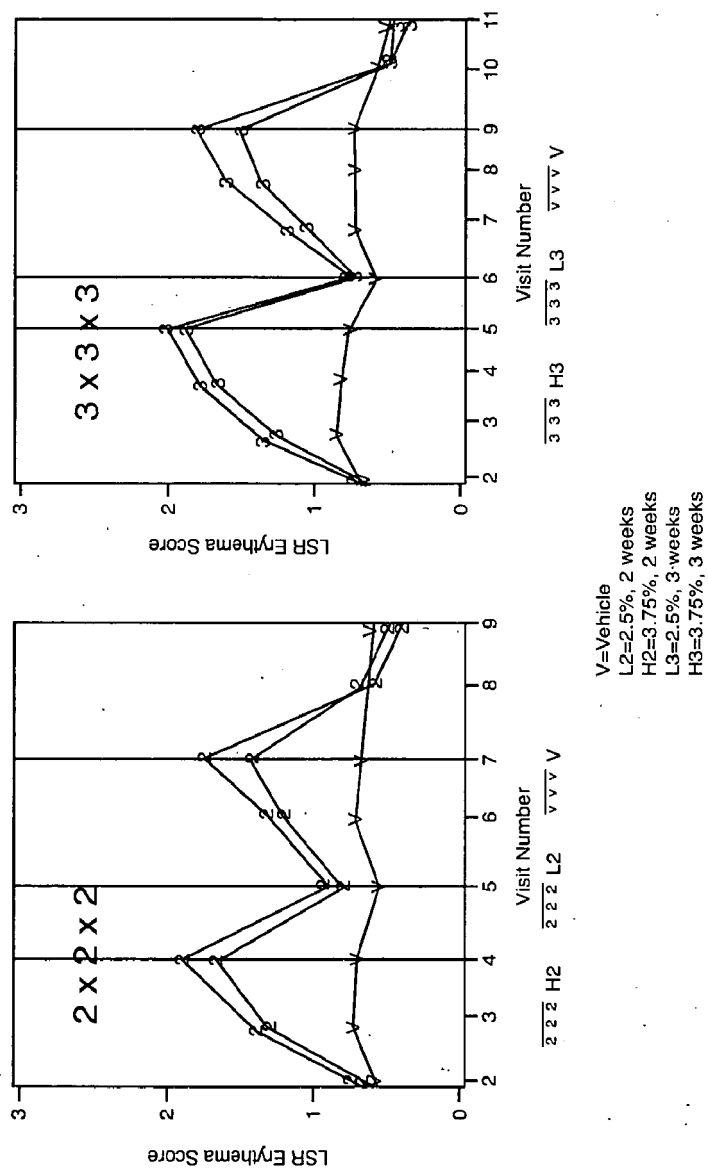 2 x 2 x 2
LSR Erythema Score
3
2
1
0
2 3 4 5 6 7 8 9
Visit Number
2 2 2 H2 2 2 2 L2 V V V V
3 x 3 x 3
LSR Erythema Score
3
2
1
0
2 3 4 5 6 7 8 9 10 11
Visit Number
3 3 3 H3 3 3 3 L3 V V V V
V=Vehicle
L2=2.5%, 2 weeks
H2=3.75%, 2 weeks
L3=2.5%, 3 weeks
H3=3.75%, 3 weeks